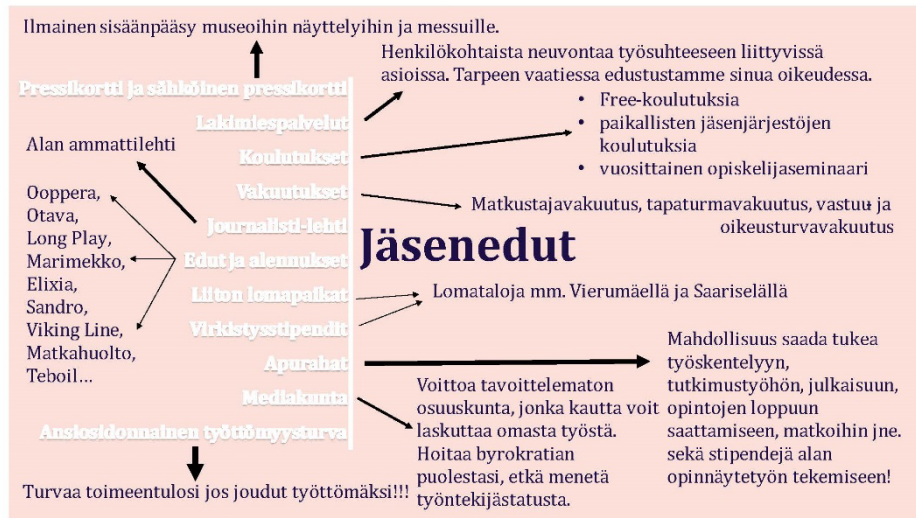 Ilmainen sisäänpääsy museoihin näyttelyihin ja messuille.
Henkilökohtaista neuvontaa työsuhteeseen liittyvissä
asioissa. Tarpeen vaatiessa edustustamme sinua oikeudessa.
Pressikortti ja sähköinen pressikortti
Lakimiespalvelut
Koulutukset
Vakuutukset
Journalisti-lehti
Edut ja alennukset
Liiton lomapaikat
Virkistysstipendit
Apurahat
Mediakunta
Ansiosidonnainen työttömyysturva
Jäsenedut
• Free-koulutuksia
• paikallisten jäsenjärjestöjen
koulutuksia
• vuosittainen opiskelijaseminaari
Alan ammattilehti
Matkustajavakuutus, tapaturmavakuutus, vastuu- ja
oikeusturvavakuutus
Ooppera,
Otava,
Long Play,
Marimekko,
Elixia,
Sandro,
Viking Line,
Matkahuolto,
Teboil...
Lomataloja mm. Vierumäellä ja Saariselällä
Mahdollisuus saada tukea
työskentelyyn,
tutkimustyöhön, julkaisuun,
opintojen loppuun
saattamiseen, matkoihin jne.
sekä stipendejä alan
opinnäytetyön tekemiseen!
Voittoa tavoittelematon
osuuskunta, jonka kautta voit
laskuttaa omasta työstä.
Hoitaa byrokratian
puolestasi, etkä menetä
työntekijästatusta.
Turvaa toimeentulosi jos joudut työttömäksi!!!